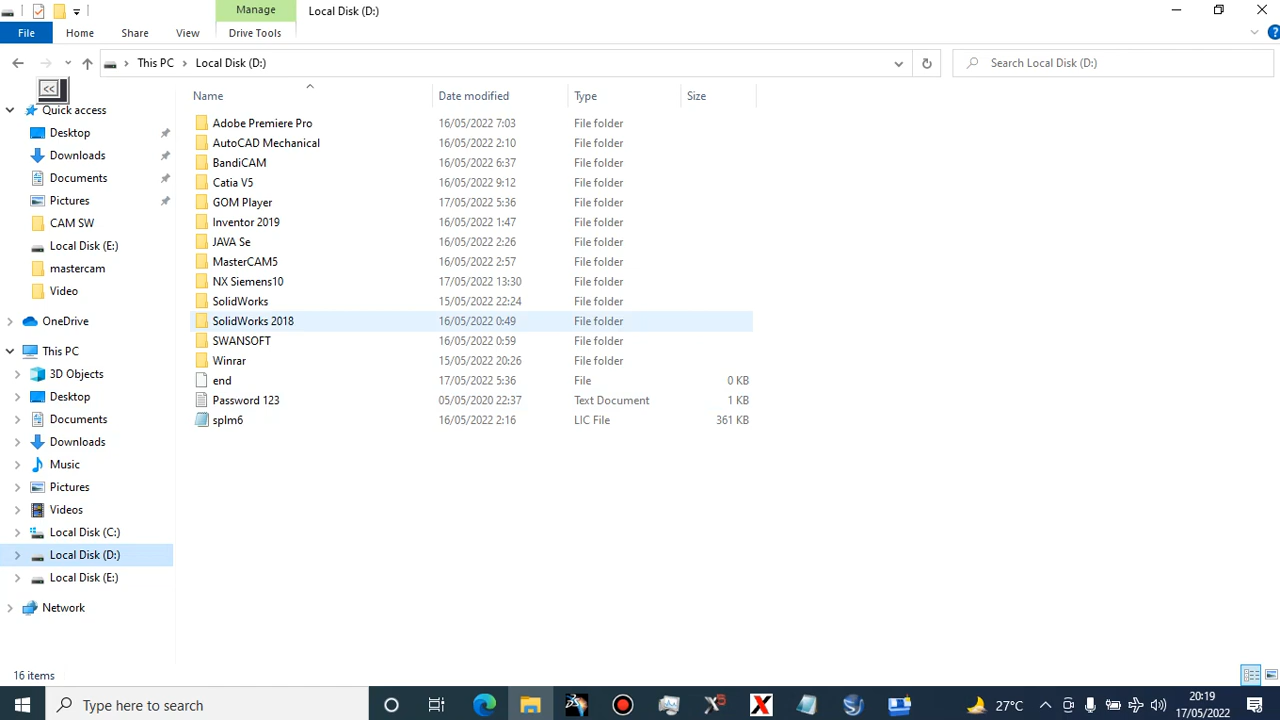 Manage
Local Disk (D:)
File
Home
Share
View
Drive Tools
This PC
Local Disk (D:)
Search Local Disk (D:)
<<
Name
Date modified
Type
Size
Quick access
Desktop
Downloads
Documents
Pictures
CAM SW
Local Disk (E:)
mastercam
Video
OneDrive
This PC
3D Objects
Desktop
Documents
Downloads
Music
Pictures
Videos
Local Disk (C:)
Local Disk (D:)
Local Disk (E:)
Network
Adobe Premiere Pro 16/05/2022 7:03 File folder
AutoCAD Mechanical 16/05/2022 2:10 File folder
BandiCAM 16/05/2022 6:37 File folder
Catia V5 16/05/2022 9:12 File folder
GOM Player 17/05/2022 5:36 File folder
Inventor 2019 16/05/2022 1:47 File folder
JAVA Se 16/05/2022 2:26 File folder
MasterCAM5 16/05/2022 2:57 File folder
NX Siemens10 17/05/2022 13:30 File folder
SolidWorks 15/05/2022 22:24 File folder
SolidWorks 2018 16/05/2022 0:49 File folder
SWANSOFT 16/05/2022 0:59 File folder
Winrar 15/05/2022 20:26 File folder
end 17/05/2022 5:36 File 0 KB
Password 123 05/05/2020 22:37 Text Document 1 KB
splm6 16/05/2022 2:16 LIC File 361 KB
16 items
Type here to search
27°C
20:19
17/05/2022